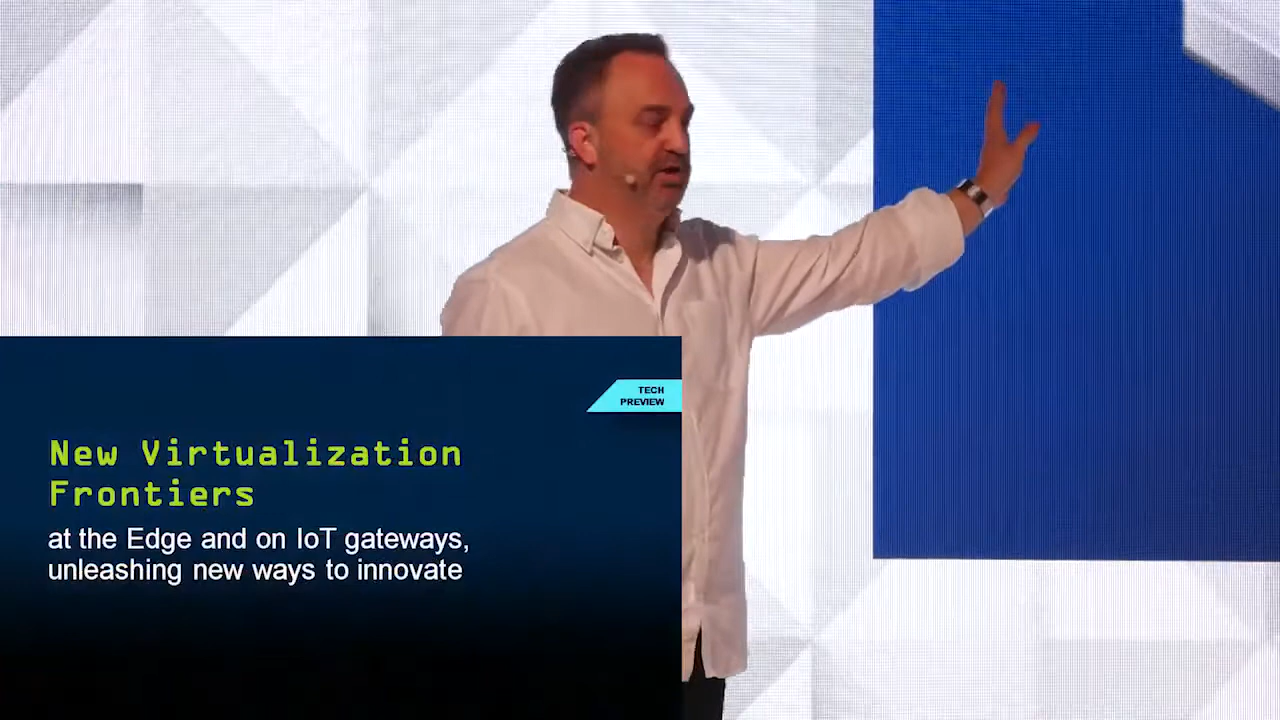 TECH
PREVIEW
New Virtualization
Frontiers
at the Edge and on IoT gateways,
unleashing new ways to innovate